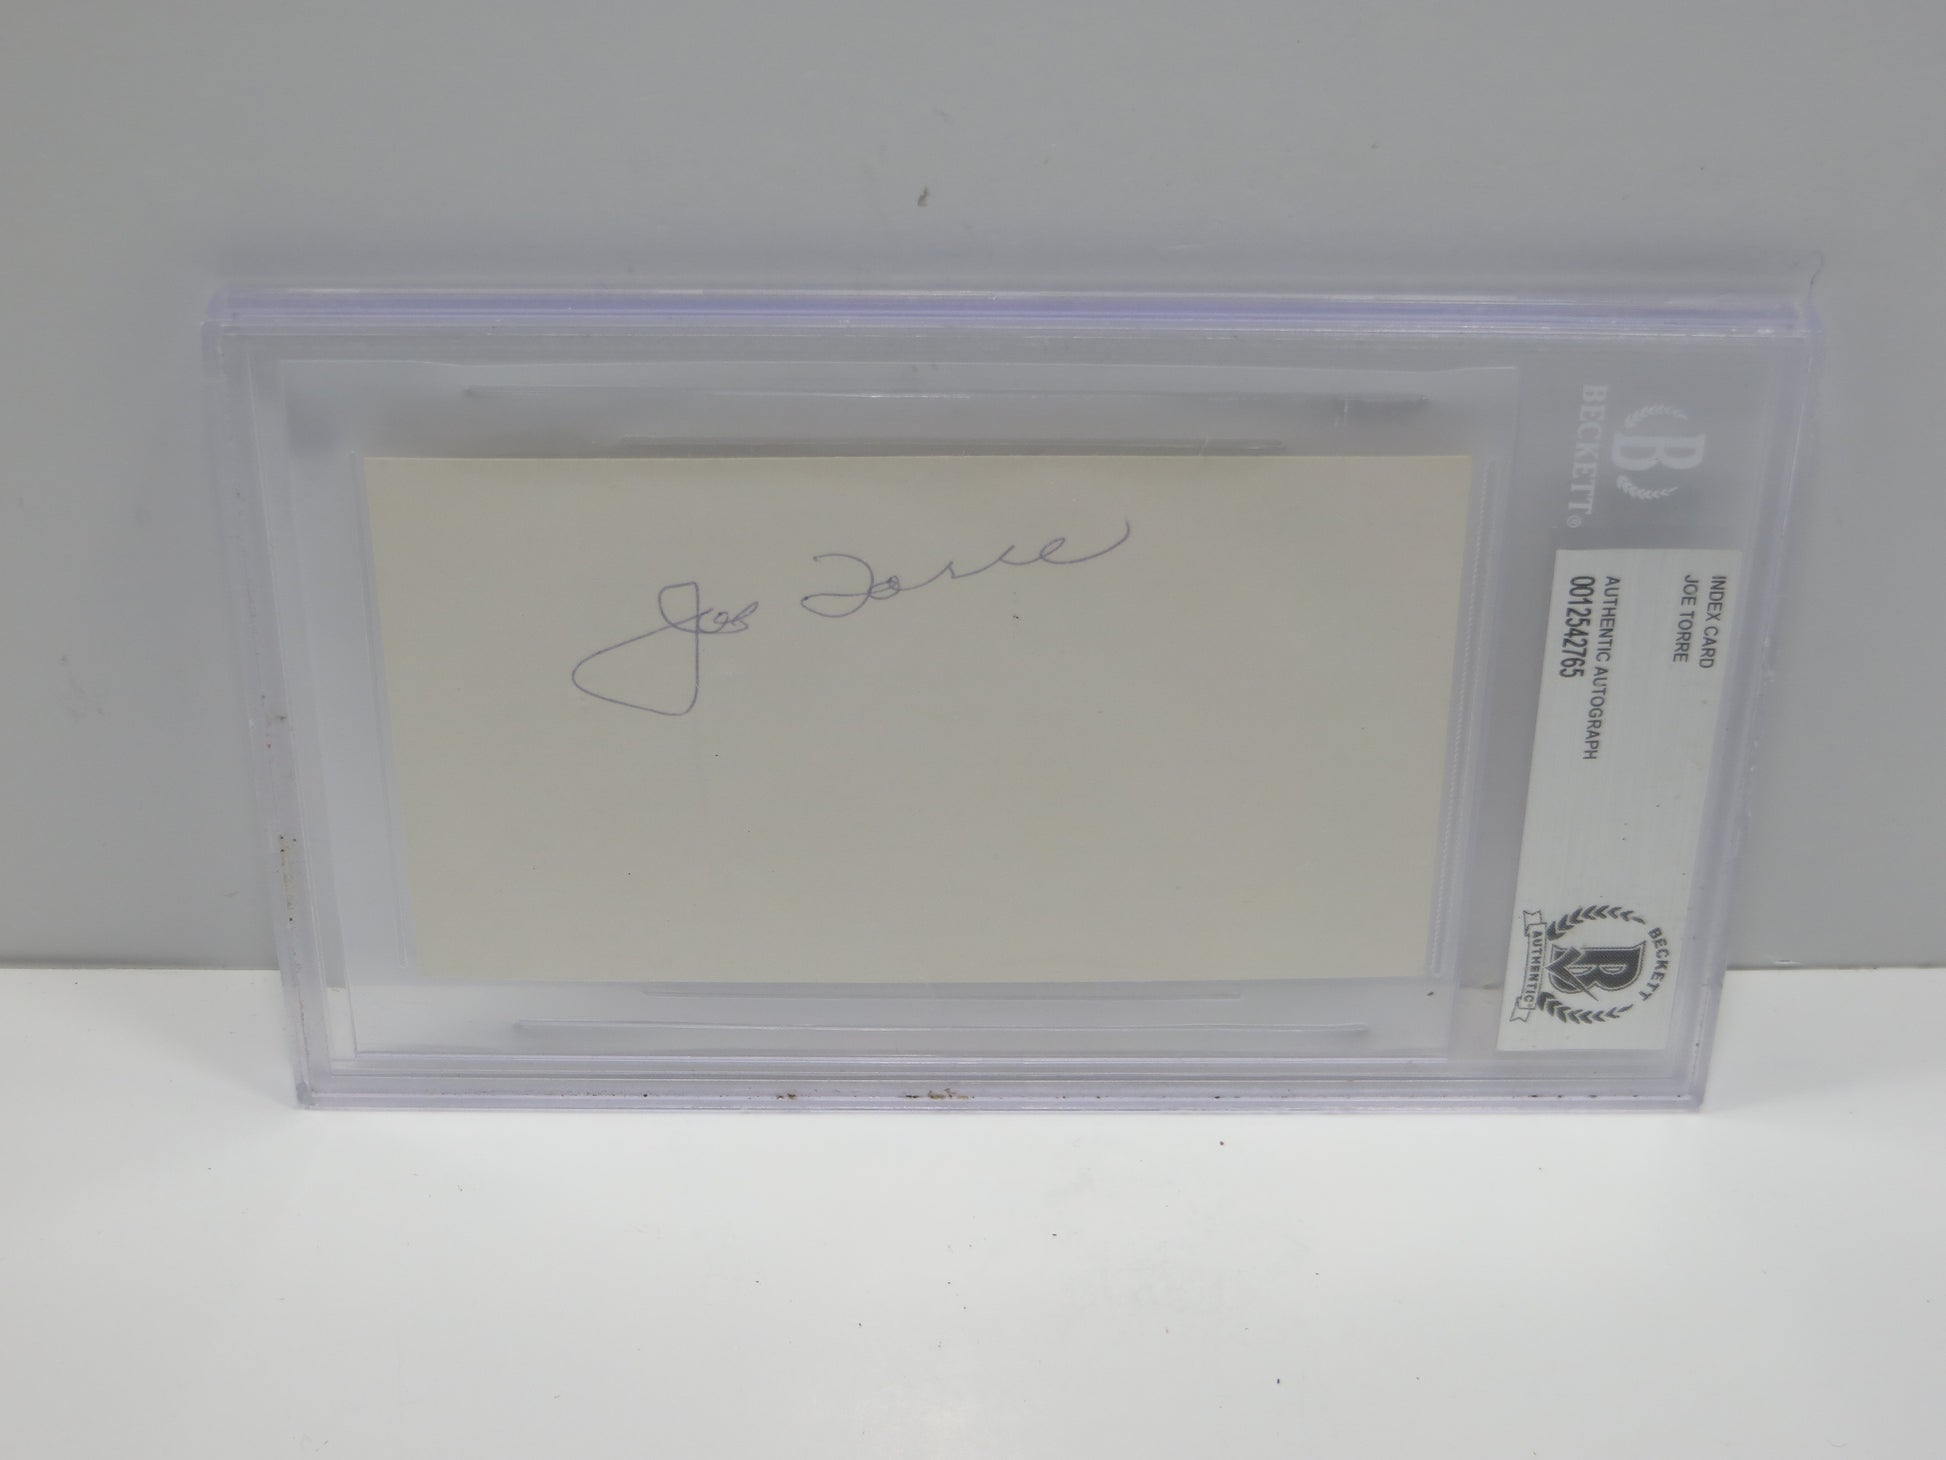 Joe Torre
BECKETT®
INDEX CARD
JOE TORRE
AUTHENTIC AUTOGRAPH
0012542765
BECKETT
AUTHENTIC